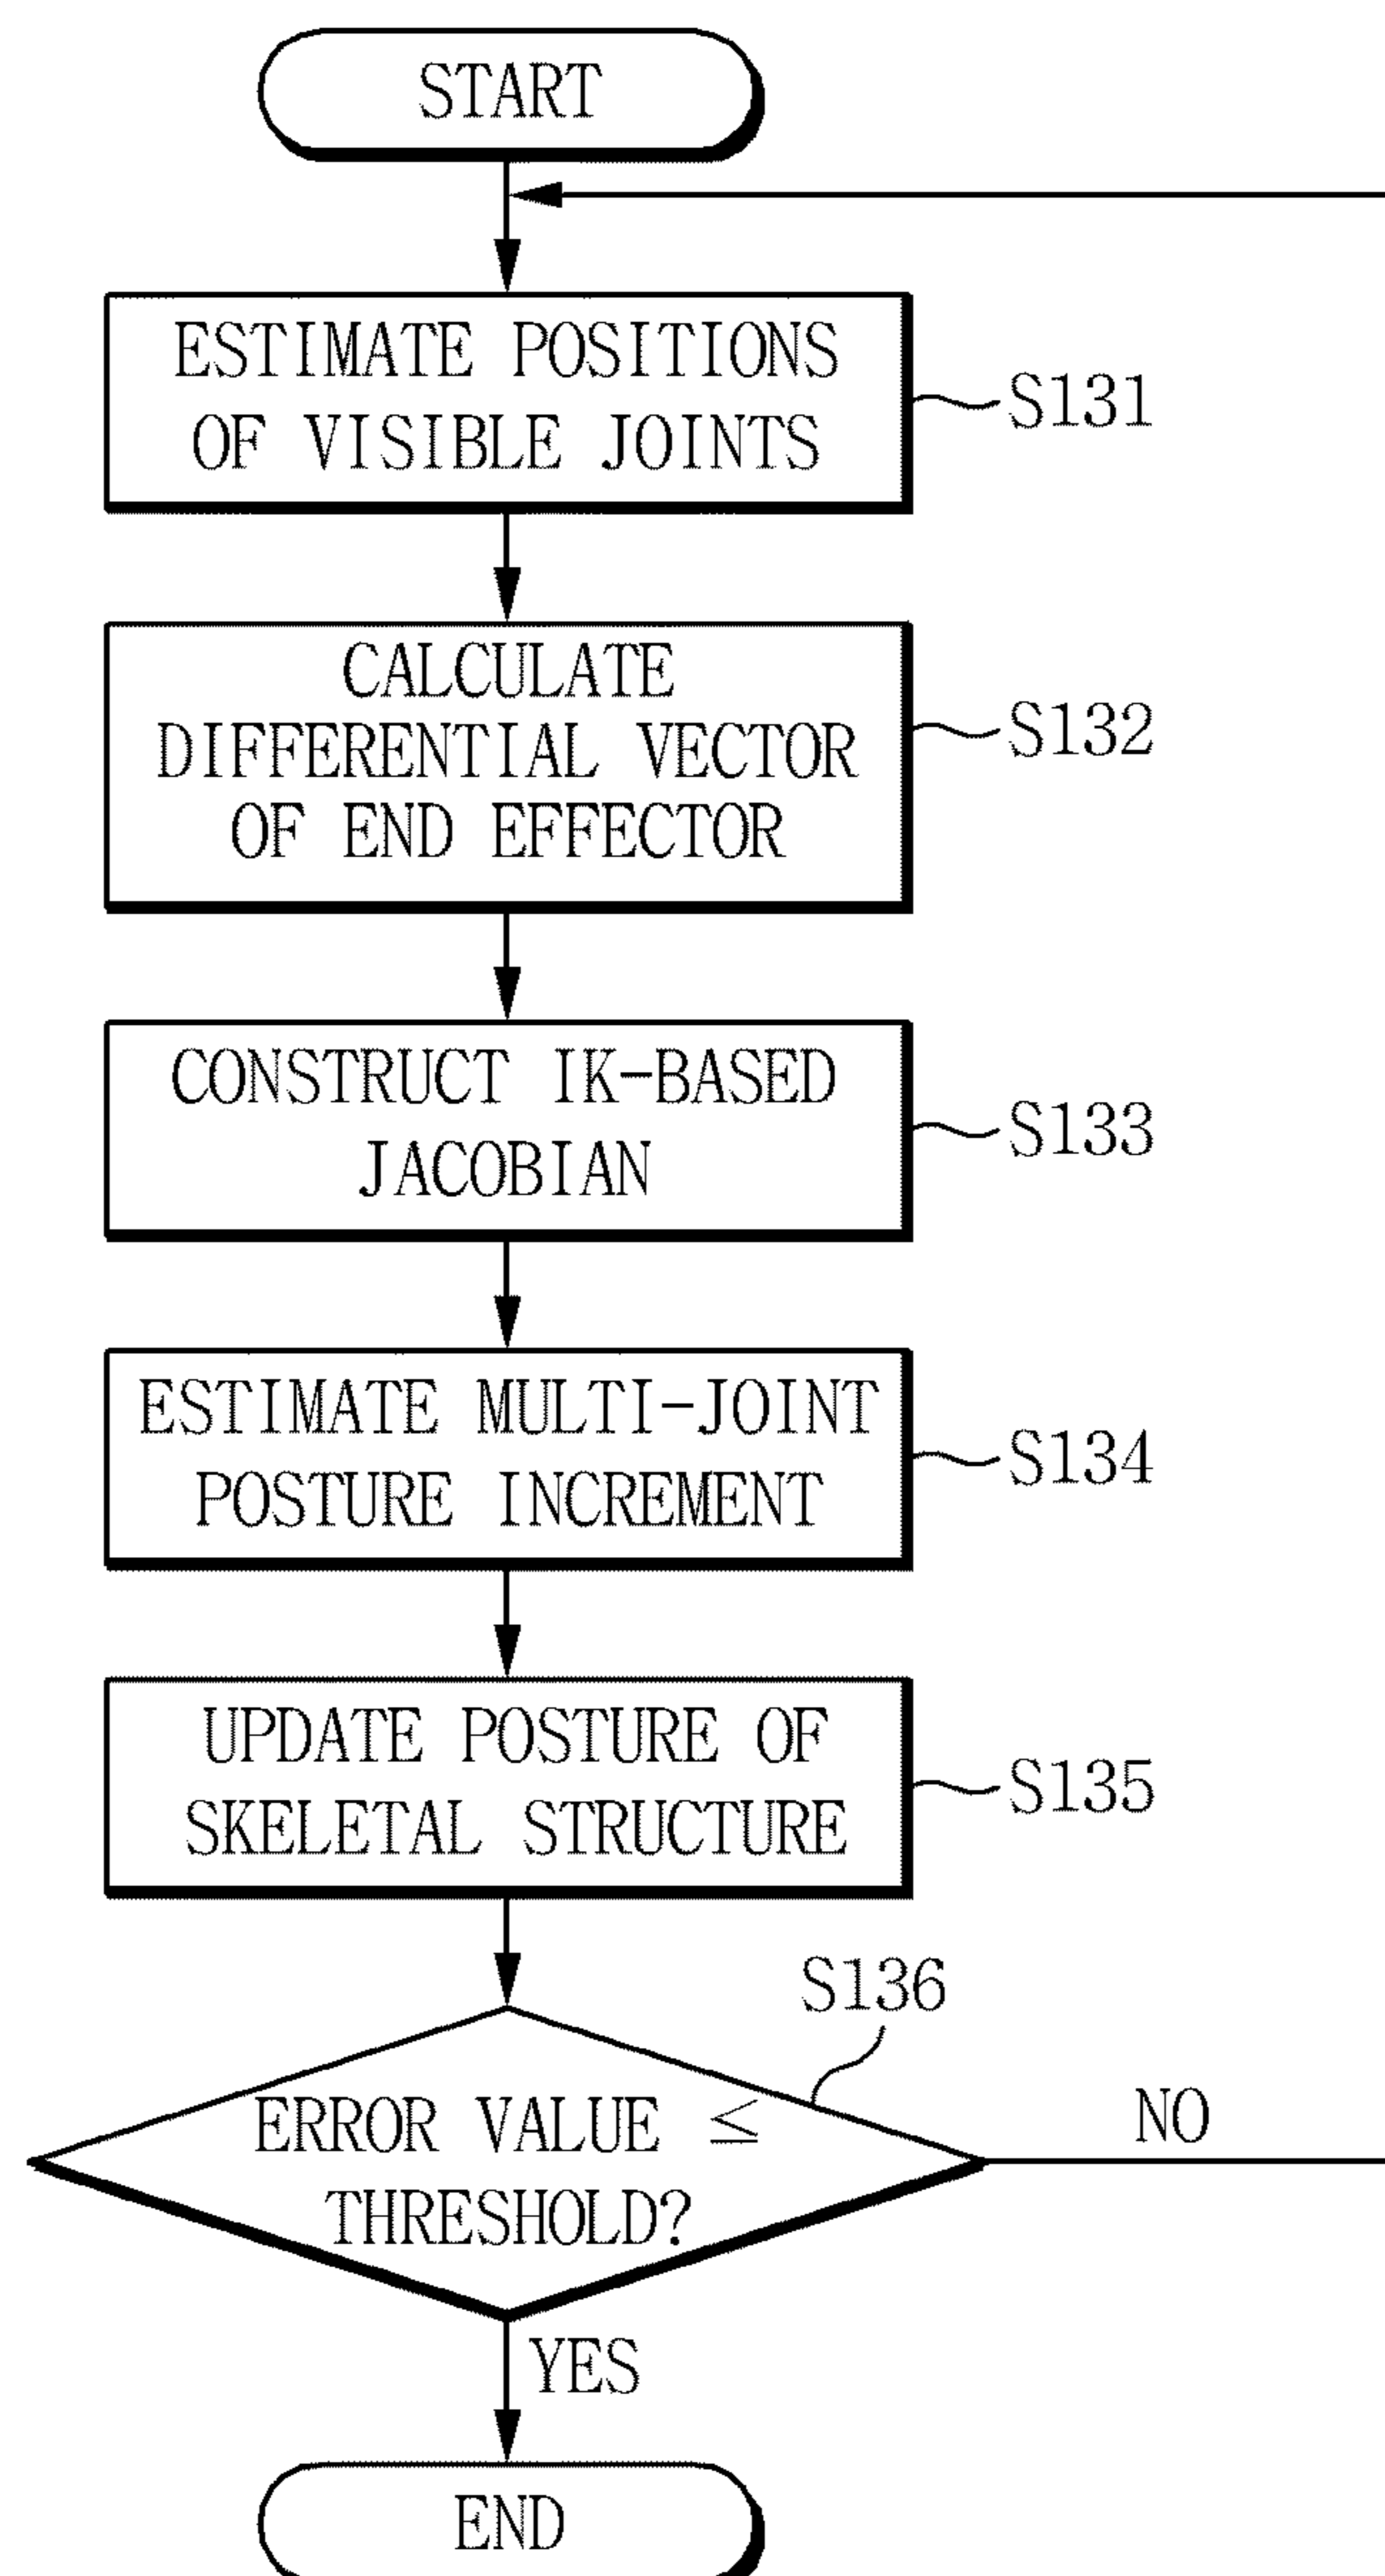 START
ESTIMATE POSITIONS
OF VISIBLE JOINTS
S131
CALCULATE
DIFFERENTIAL VECTOR
OF END EFFECTOR
S132
CONSTRUCT IK-BASED
JACOBIAN
S133
ESTIMATE MULTI-JOINT
POSTURE INCREMENT
S134
UPDATE POSTURE OF
SKELETAL STRUCTURE
S135
S136
ERROR VALUE ≤
THRESHOLD?
NO
YES
END